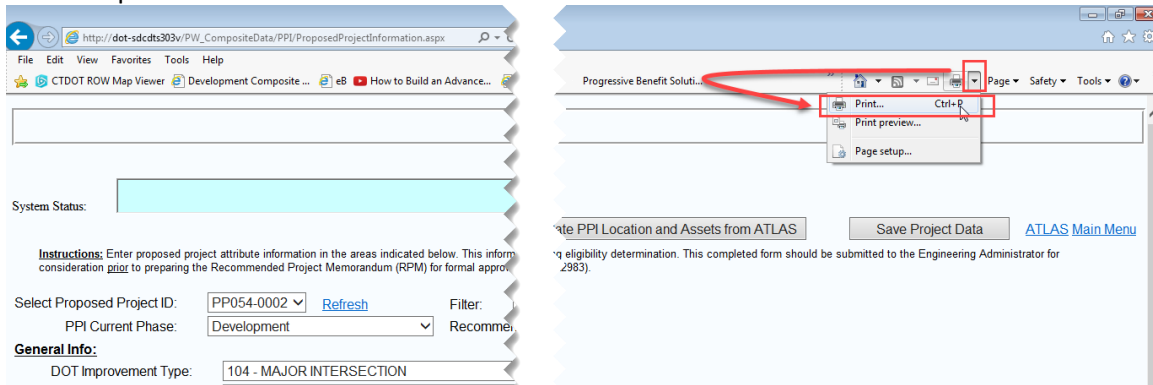 http://dot-sdcdts303v/PW_CompositeData/PPI/ProposedProjectInformation.aspx
File Edit View Favorites Tools Help
CTDOT ROW Map Viewer Development Composite ... eB How to Build an Advance...
Progressive Benefit Soluti...
Page Safety Tools
Print... Ctrl+P
Print preview...
Page setup...
System Status:
PPI Location and Assets from ATLAS Save Project Data ATLAS Main Menu
Instructions: Enter proposed project attribute information in the areas indicated below. This
eligibility determination. This completed form should be submitted to the Engineering Administrator for
consideration prior to preparing the Recommended Project Memorandum (RPM) for formal
2983).
Select Proposed Project ID: PP054-0002 Refresh Filter:
PPI Current Phase: Development
General Info:
DOT Improvement Type: 104 - MAJOR INTERSECTION